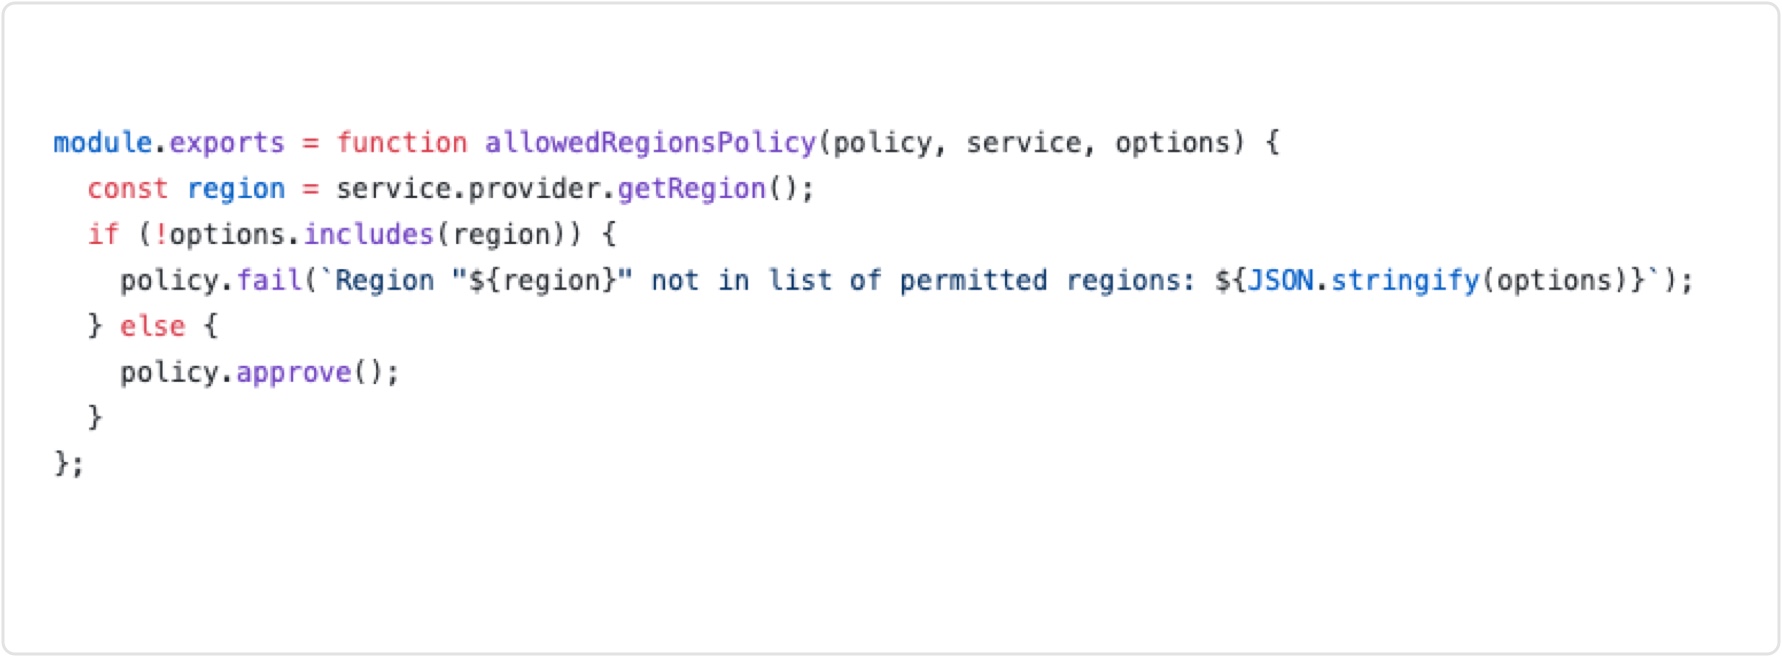 module.exports = function allowedRegionsPolicy(policy, service, options) {
  const region = service.provider.getRegion();
  if (!options.includes(region)) {
    policy.fail(`Region "${region}" not in list of permitted regions: ${JSON.stringify(options)}`);
  } else {
    policy.approve();
  }
};